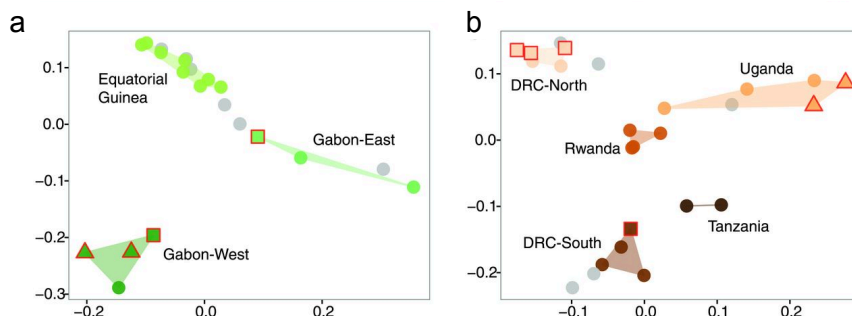 a
0.1
0.0
−0.1
−0.2
−0.3
−0.2
0.0
0.2
Equatorial
Guinea
Gabon-East
Gabon-West
b
0.1
0.0
−0.1
−0.2
−0.1
0.0
0.1
0.2
DRC-North
Uganda
Rwanda
Tanzania
DRC-South